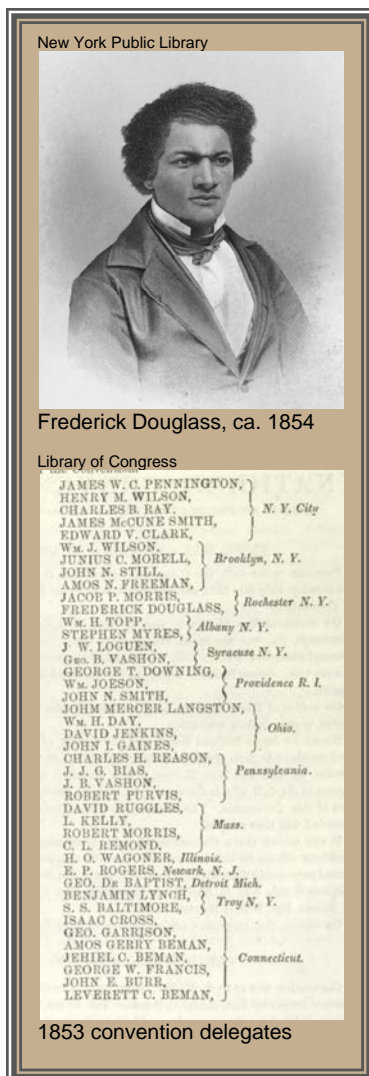 New York Public Library
Frederick Douglass, ca. 1854
Library of Congress
JAMES W. C. PENNINGTON,
HENRY M. WILSON,
CHARLES B. RAY. N. Y. City
JAMES McCUNE SMITH,
EDWARD V. CLARK,
WM. J. WILSON,
JUNIUS C. MORELL, Brooklyn, N. Y.
JOHN N. STILL,
AMOS N. FREEMAN,
JACOB P. MORRIS,
FREDERICK DOUGLASS, Rochester N. Y.
WM. H. TOPP,
STEPHEN MYRES, Albany N. Y.
J. W. LOGUEN,
GEO. B. VASHON, Syracuse N. Y.
GEORGE T. DOWNING,
WM. JOESON, Providence R. I.
JOHN N. SMITH,
JOHM MERCER LANGSTON,
WM. H. DAY,
DAVID JENKINS, Ohio.
JOHN I. GAINES,
CHARLES H. REASON,
J. J. G. BIAS, Pennsylvania.
J. B. VASHON,
ROBERT PURVIS,
DAVID RUGGLES,
L. KELLY, Mass.
ROBERT MORRIS,
C. L. REMOND,
H. O. WAGONER, Illinois.
E. P. ROGERS, Newark, N. J.
GEO. DE BAPTIST, Detroit Mich.
BENJAMIN LYNCH,
S. S. BALTIMORE, Troy N, Y.
ISAAC CROSS,
GEO. GARRISON,
AMOS GERRY BEMAN,
JEHIEL C. BEMAN, Connecticut.
GEORGE W. FRANCIS,
JOHN E. BURR,
LEVERETT C. BEMAN,
1853 convention delegates